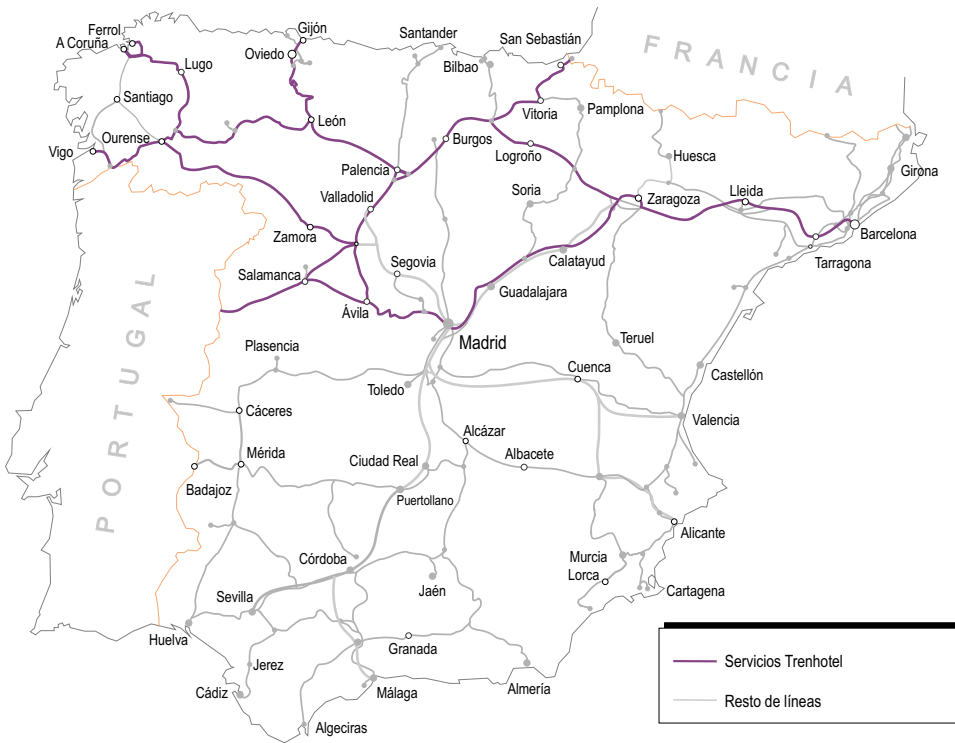 Ferrol
Gijón
A Coruña
Santander
San Sebastián
FRANCIA
Oviedo
Bilbao
Lugo
Santiago
Vitoria
Pamplona
León
Ourense
Burgos
Vigo
Logroño
Huesca
Girona
Palencia
Soria
Valladolid
Zaragoza
Lleida
Zamora
Barcelona
Segovia
Calatayud
Salamanca
Tarragona
Guadalajara
Ávila
PORTUGAL
Madrid
Teruel
Plasencia
Cuenca
Castellón
Toledo
Cáceres
Valencia
Alcázar
Mérida
Ciudad Real
Albacete
Badajoz
Puertollano
Alicante
Córdoba
Murcia
Lorca
Jaén
Cartagena
Sevilla
Huelva
Granada
Jerez
Cádiz
Málaga
Almería
Algeciras
Servicios Trenhotel
Resto de líneas